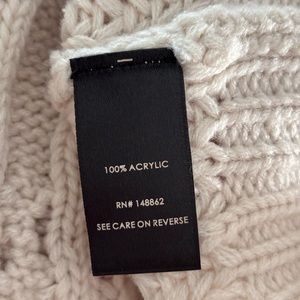 100% ACRYLIC
RN# 148862
SEE CARE ON REVERSE